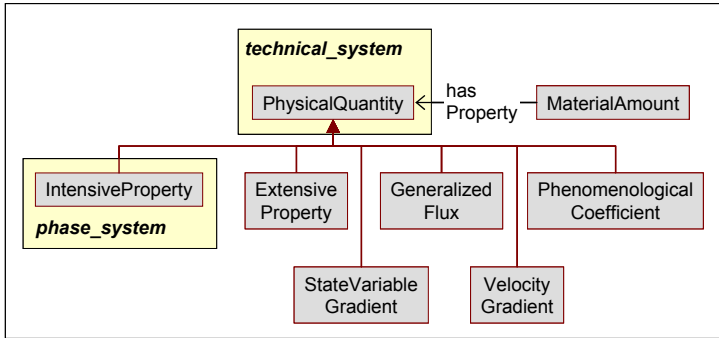 technical_system
PhysicalQuantity
has
Property
MaterialAmount
IntensiveProperty
phase_system
Extensive
Property
Generalized
Flux
Phenomenological
Coefficient
StateVariable
Gradient
Velocity
Gradient